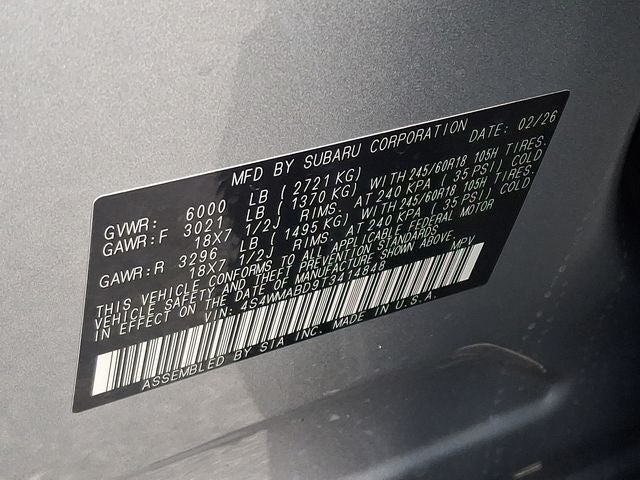 MFD BY SUBARU CORPORATION DATE: 02/26
GVWR: 6000 LB ( 2721 KG)
GAWR:F 3021 LB ( 1370 KG) WITH 245/60R18 105H TIRES.
18X7 1/2J RIMS. AT 240 KPA ( 35 PSI) COLD
GAWR:R 3296 LB ( 1495 KG) WITH 245/60R18 105H TIRES.
18X7 1/2J RIMS. AT 240 KPA ( 35 PSI) COLD
THIS VEHICLE CONFORMS TO ALL APPLICABLE FEDERAL MOTOR
VEHICLE SAFETY AND THEFT PREVENTION STANDARDS
IN EFFECT ON THE DATE OF MANUFACTURE SHOWN ABOVE.
VIN: 4S4WMABD9T3414848 MPV
ASSEMBLED BY SIA INC. MADE IN U.S.A.